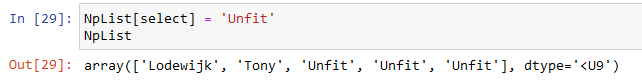 In [29]: NpList[select] = 'Unfit'
NpList
Out[29]: array(['Lodewijk', 'Tony', 'Unfit', 'Unfit', 'Unfit'], dtype='<U9')